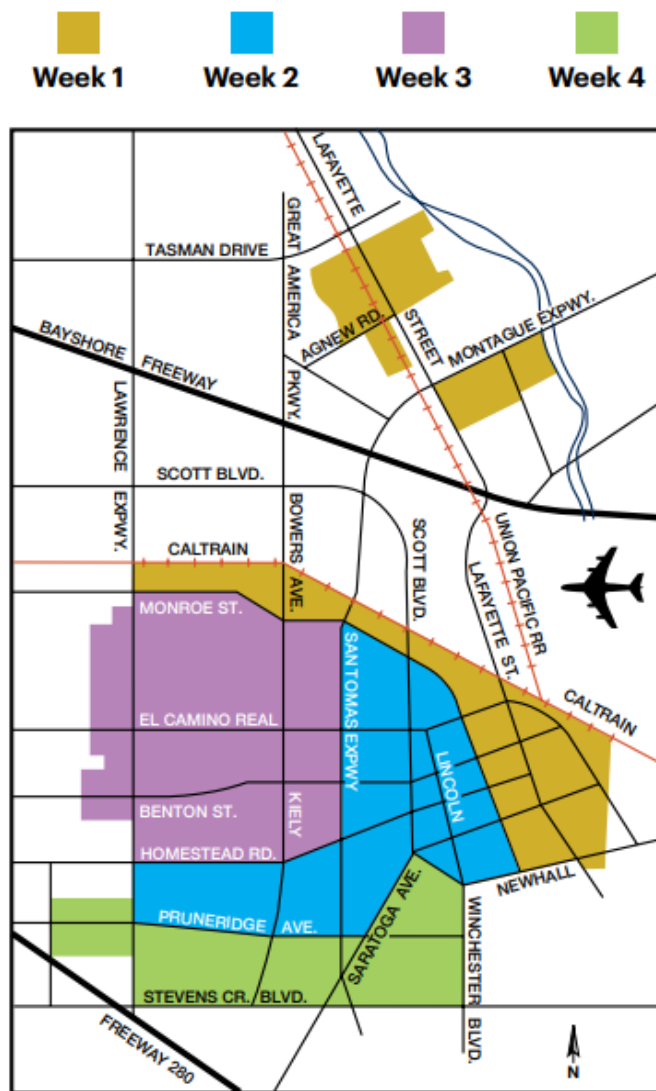 Week 1
Week 2
Week 3
Week 4
LAFAYETTE
STREET
GREAT AMERICA PKWY.
TASMAN DRIVE
AGNEW RD.
MONTAGUE EXPWY.
BAYSHORE FREEWAY
LAWRENCE EXPWY.
SCOTT BLVD.
BOWERS AVE.
SCOTT BLVD.
UNION PACIFIC RR
LAFAYETTE ST.
CALTRAIN
MONROE ST.
SANTOMAS EXPWY
CALTRAIN
EL CAMINO REAL
LINCOLN
BENTON ST.
KIELY
HOMESTEAD RD.
NEWHALL
PRUNERIDGE AVE.
SARATOGA AVE.
WINCHESTER BLVD.
STEVENS CR. BLVD.
FREEWAY 280
N